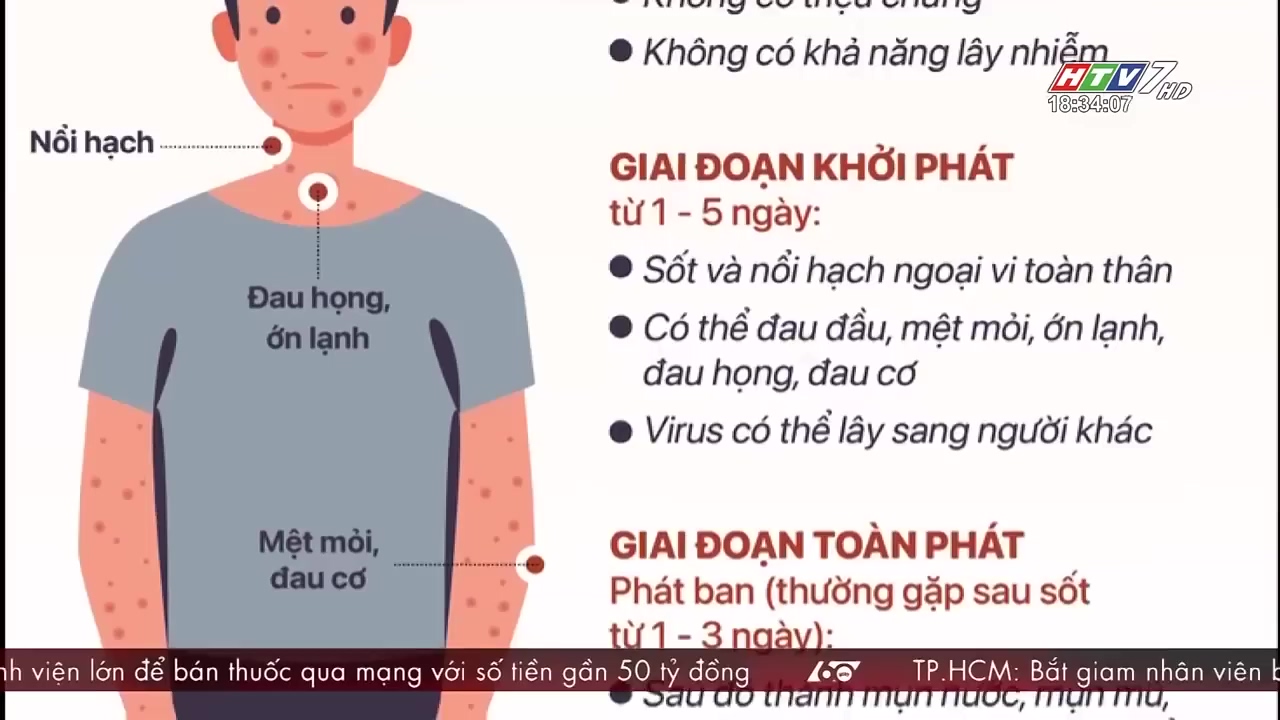 Không có triệu chứng
Không có khả năng lây nhiễm
HTV7 HD
18:34:07
Nổi hạch
GIAI ĐOẠN KHỞI PHÁT
từ 1 - 5 ngày:
Sốt và nổi hạch ngoại vi toàn thân
Đau họng,
ớn lạnh
Có thể đau đầu, mệt mỏi, ớn lạnh,
đau họng, đau cơ
Virus có thể lây sang người khác
Mệt mỏi,
đau cơ
GIAI ĐOẠN TOÀN PHÁT
Phát ban (thường gặp sau sốt
từ 1 - 3 ngày):
viện lớn để bán thuốc qua mạng với số tiền gần 50 tỷ đồng
60 giây
TP.HCM: Bắt giam nhân viên
Sau đó thành mụn nước, mụn mủ,